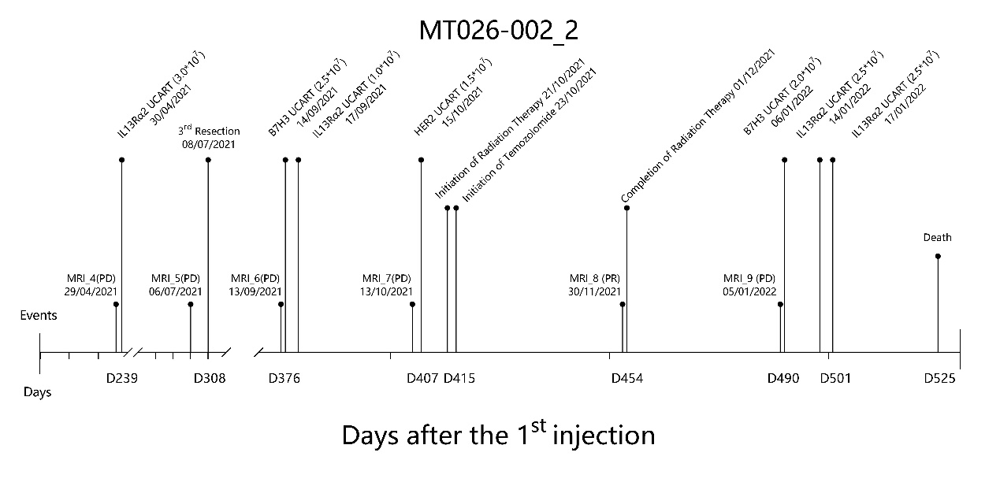 MT026-002_2
IL13Rα2 UCART (3.0*10⁷)
30/04/2021
3ʳᵈ Resection
08/07/2021
B7H3 UCART (2.5*10⁷)
14/09/2021
IL13Rα2 UCART (1.0*10⁷)
17/09/2021
HER2 UCART (1.5*10⁷)
15/10/2021
Initiation of Radiation Therapy 21/10/2021
Initiation of Temozolomide 23/10/2021
Completion of Radiation Therapy 01/12/2021
B7H3 UCART (2.0*10⁷)
06/01/2022
IL13Rα2 UCART (2.5*10⁷)
14/01/2022
IL13Rα2 UCART (2.5*10⁷)
17/01/2022
Death
MRI_4(PD)
29/04/2021
MRI_5(PD)
06/07/2021
MRI_6(PD)
13/09/2021
MRI_7(PD)
13/10/2021
MRI_8 (PR)
30/11/2021
MRI_9 (PD)
05/01/2022
Events
D239 D308 D376 D407 D415 D454 D490 D501 D525
Days
Days after the 1ˢᵗ injection